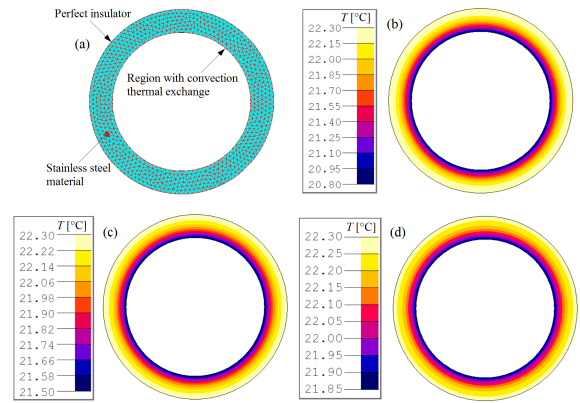 Perfect insulator
(a)
Region with convection
thermal exchange
Stainless steel
material
T [°C]
22.30
22.15
22.00
21.85
21.70
21.55
21.40
21.25
21.10
20.95
20.80
(b)
T [°C]
22.30
22.22
22.14
22.06
21.98
21.90
21.82
21.74
21.66
21.58
21.50
(c)
T [°C]
22.30
22.25
22.20
22.15
22.10
22.05
22.00
21.95
21.90
21.85
(d)